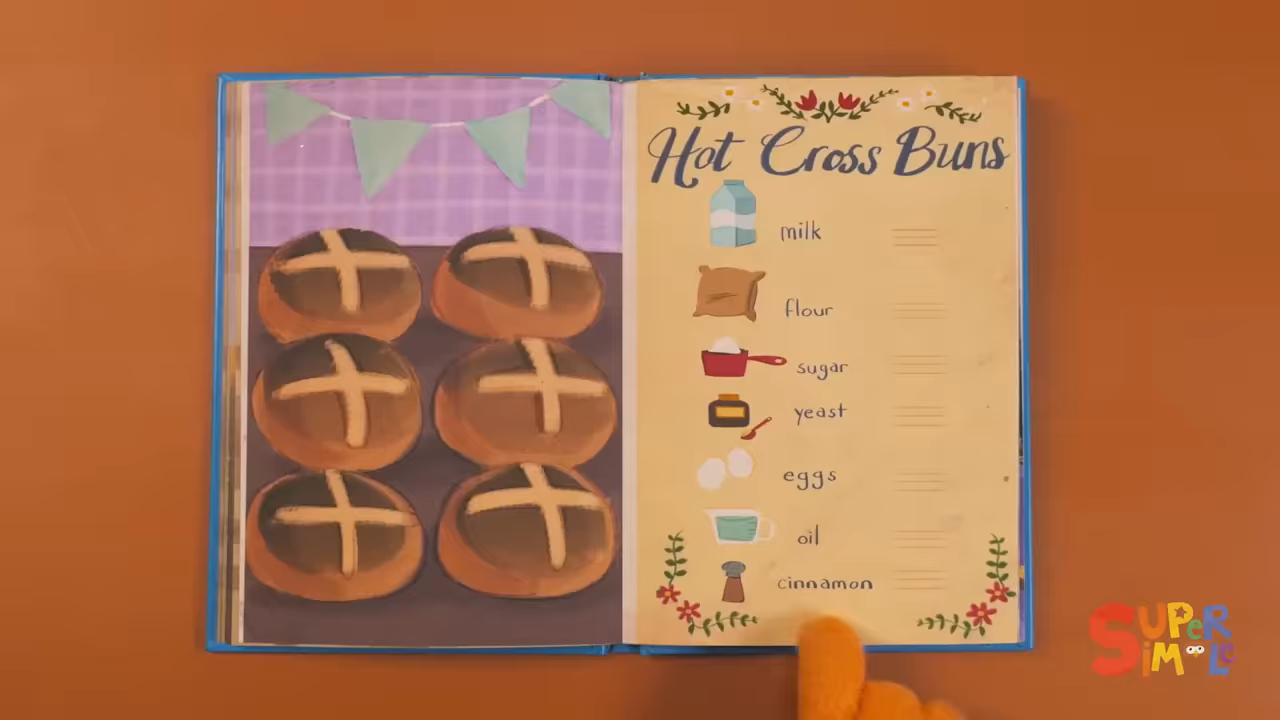 Hot Cross Buns
milk
flour
sugar
yeast
eggs
oil
cinnamon
SUPER
SiMPLE